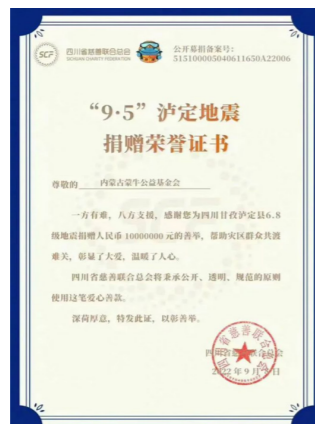 SCF
四川省慈善联合总会
SICHUAN CHARITY FEDERATION
公开募捐备案号:
515100005040611650A22006
“9·5”泸定地震
捐赠荣誉证书
尊敬的 内蒙古蒙牛公益基金会
一方有难,八方支援,感谢您为四川甘孜泸定县6.8
级地震捐赠人民币10000000元的善举,帮助灾区群众共渡
难关,彰显了大爱,温暖了人心。
四川省慈善联合总会将秉承公开、透明、规范的原则
使用这笔爱心善款。
深荷厚意,特发此证,以彰善举。
四川省慈善联合总会
2022年9月